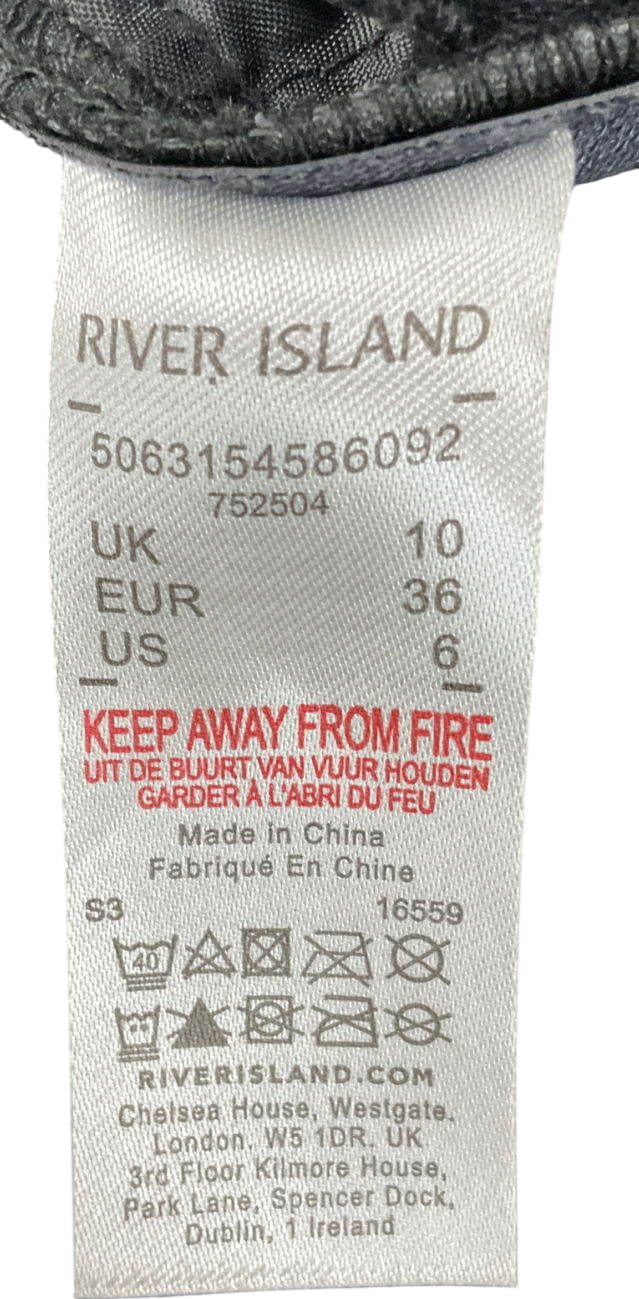 RIVER ISLAND
5063154586092
752504
UK 10
EUR 36
US 6
KEEP AWAY FROM FIRE
UIT DE BUURT VAN VUUR HOUDEN
GARDER À L'ABRI DU FEU
Made in China
Fabriqué En Chine
S3 16559
40
RIVERISLAND.COM
Chelsea House, Westgate.
London. W5 1DR. UK
3rd Floor Kilmore House,
Park Lane, Spencer Dock,
Dublin, 1 Ireland